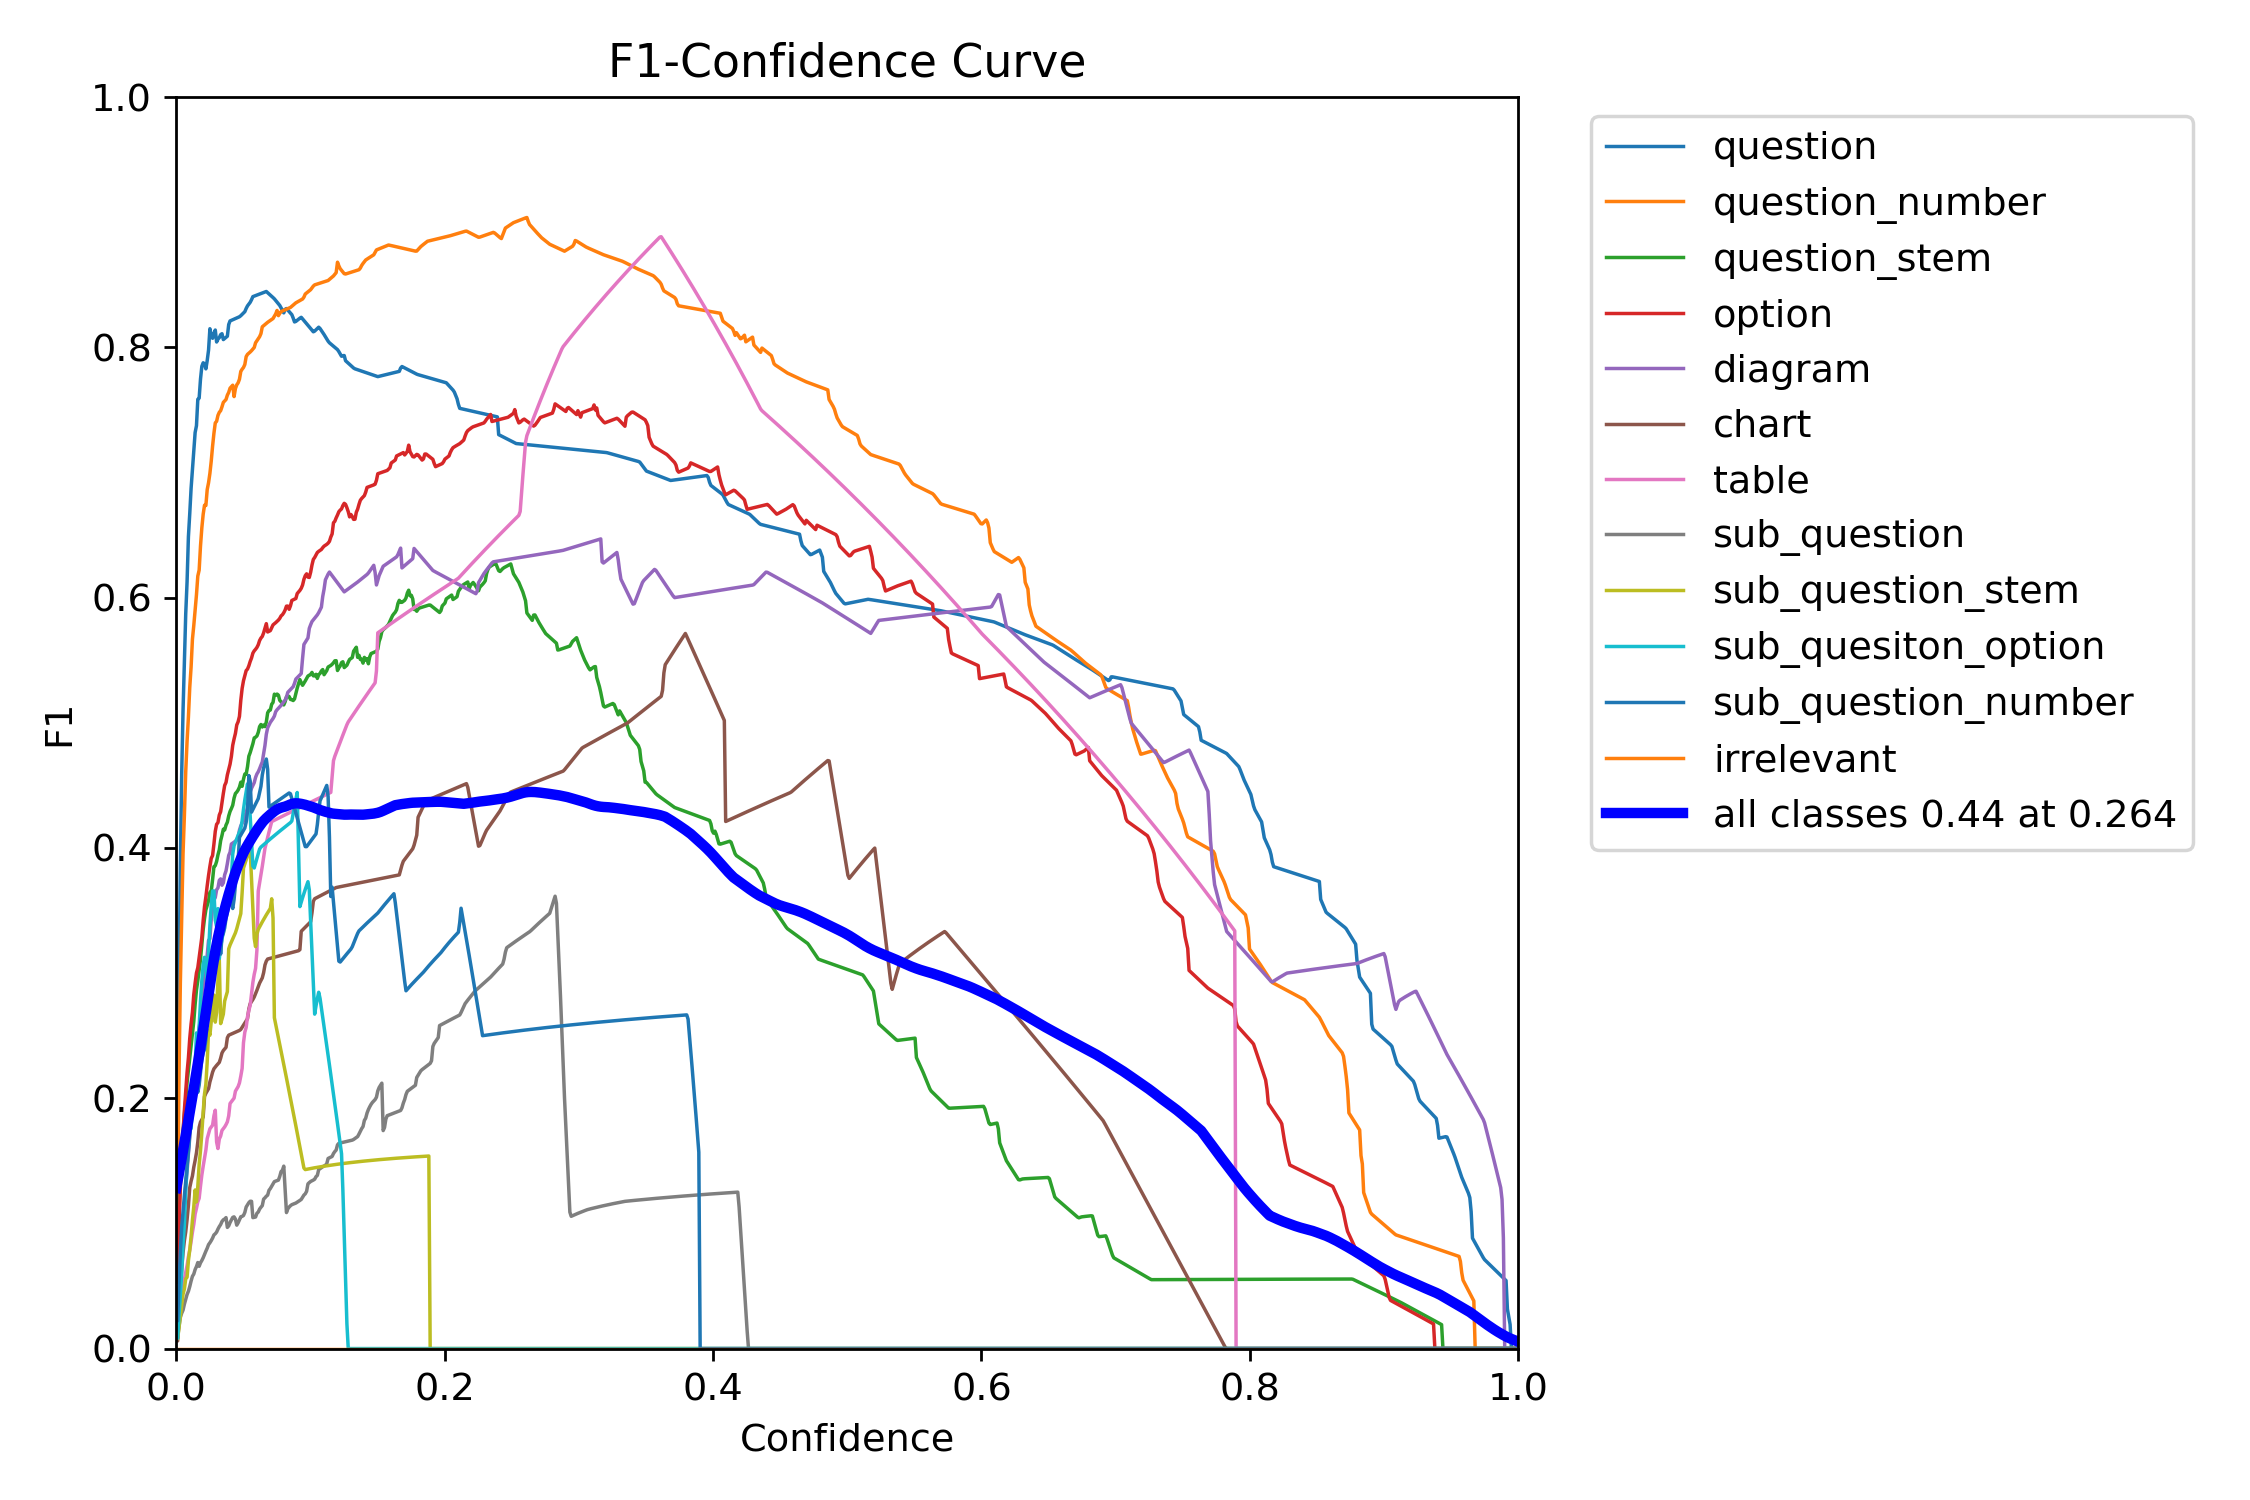 F1-Confidence Curve
1.0
0.8
0.6
0.4
0.2
0.0
F1
0.0 0.2 0.4 0.6 0.8 1.0
Confidence
question
question_number
question_stem
option
diagram
chart
table
sub_question
sub_question_stem
sub_quesiton_option
sub_question_number
irrelevant
all classes 0.44 at 0.264